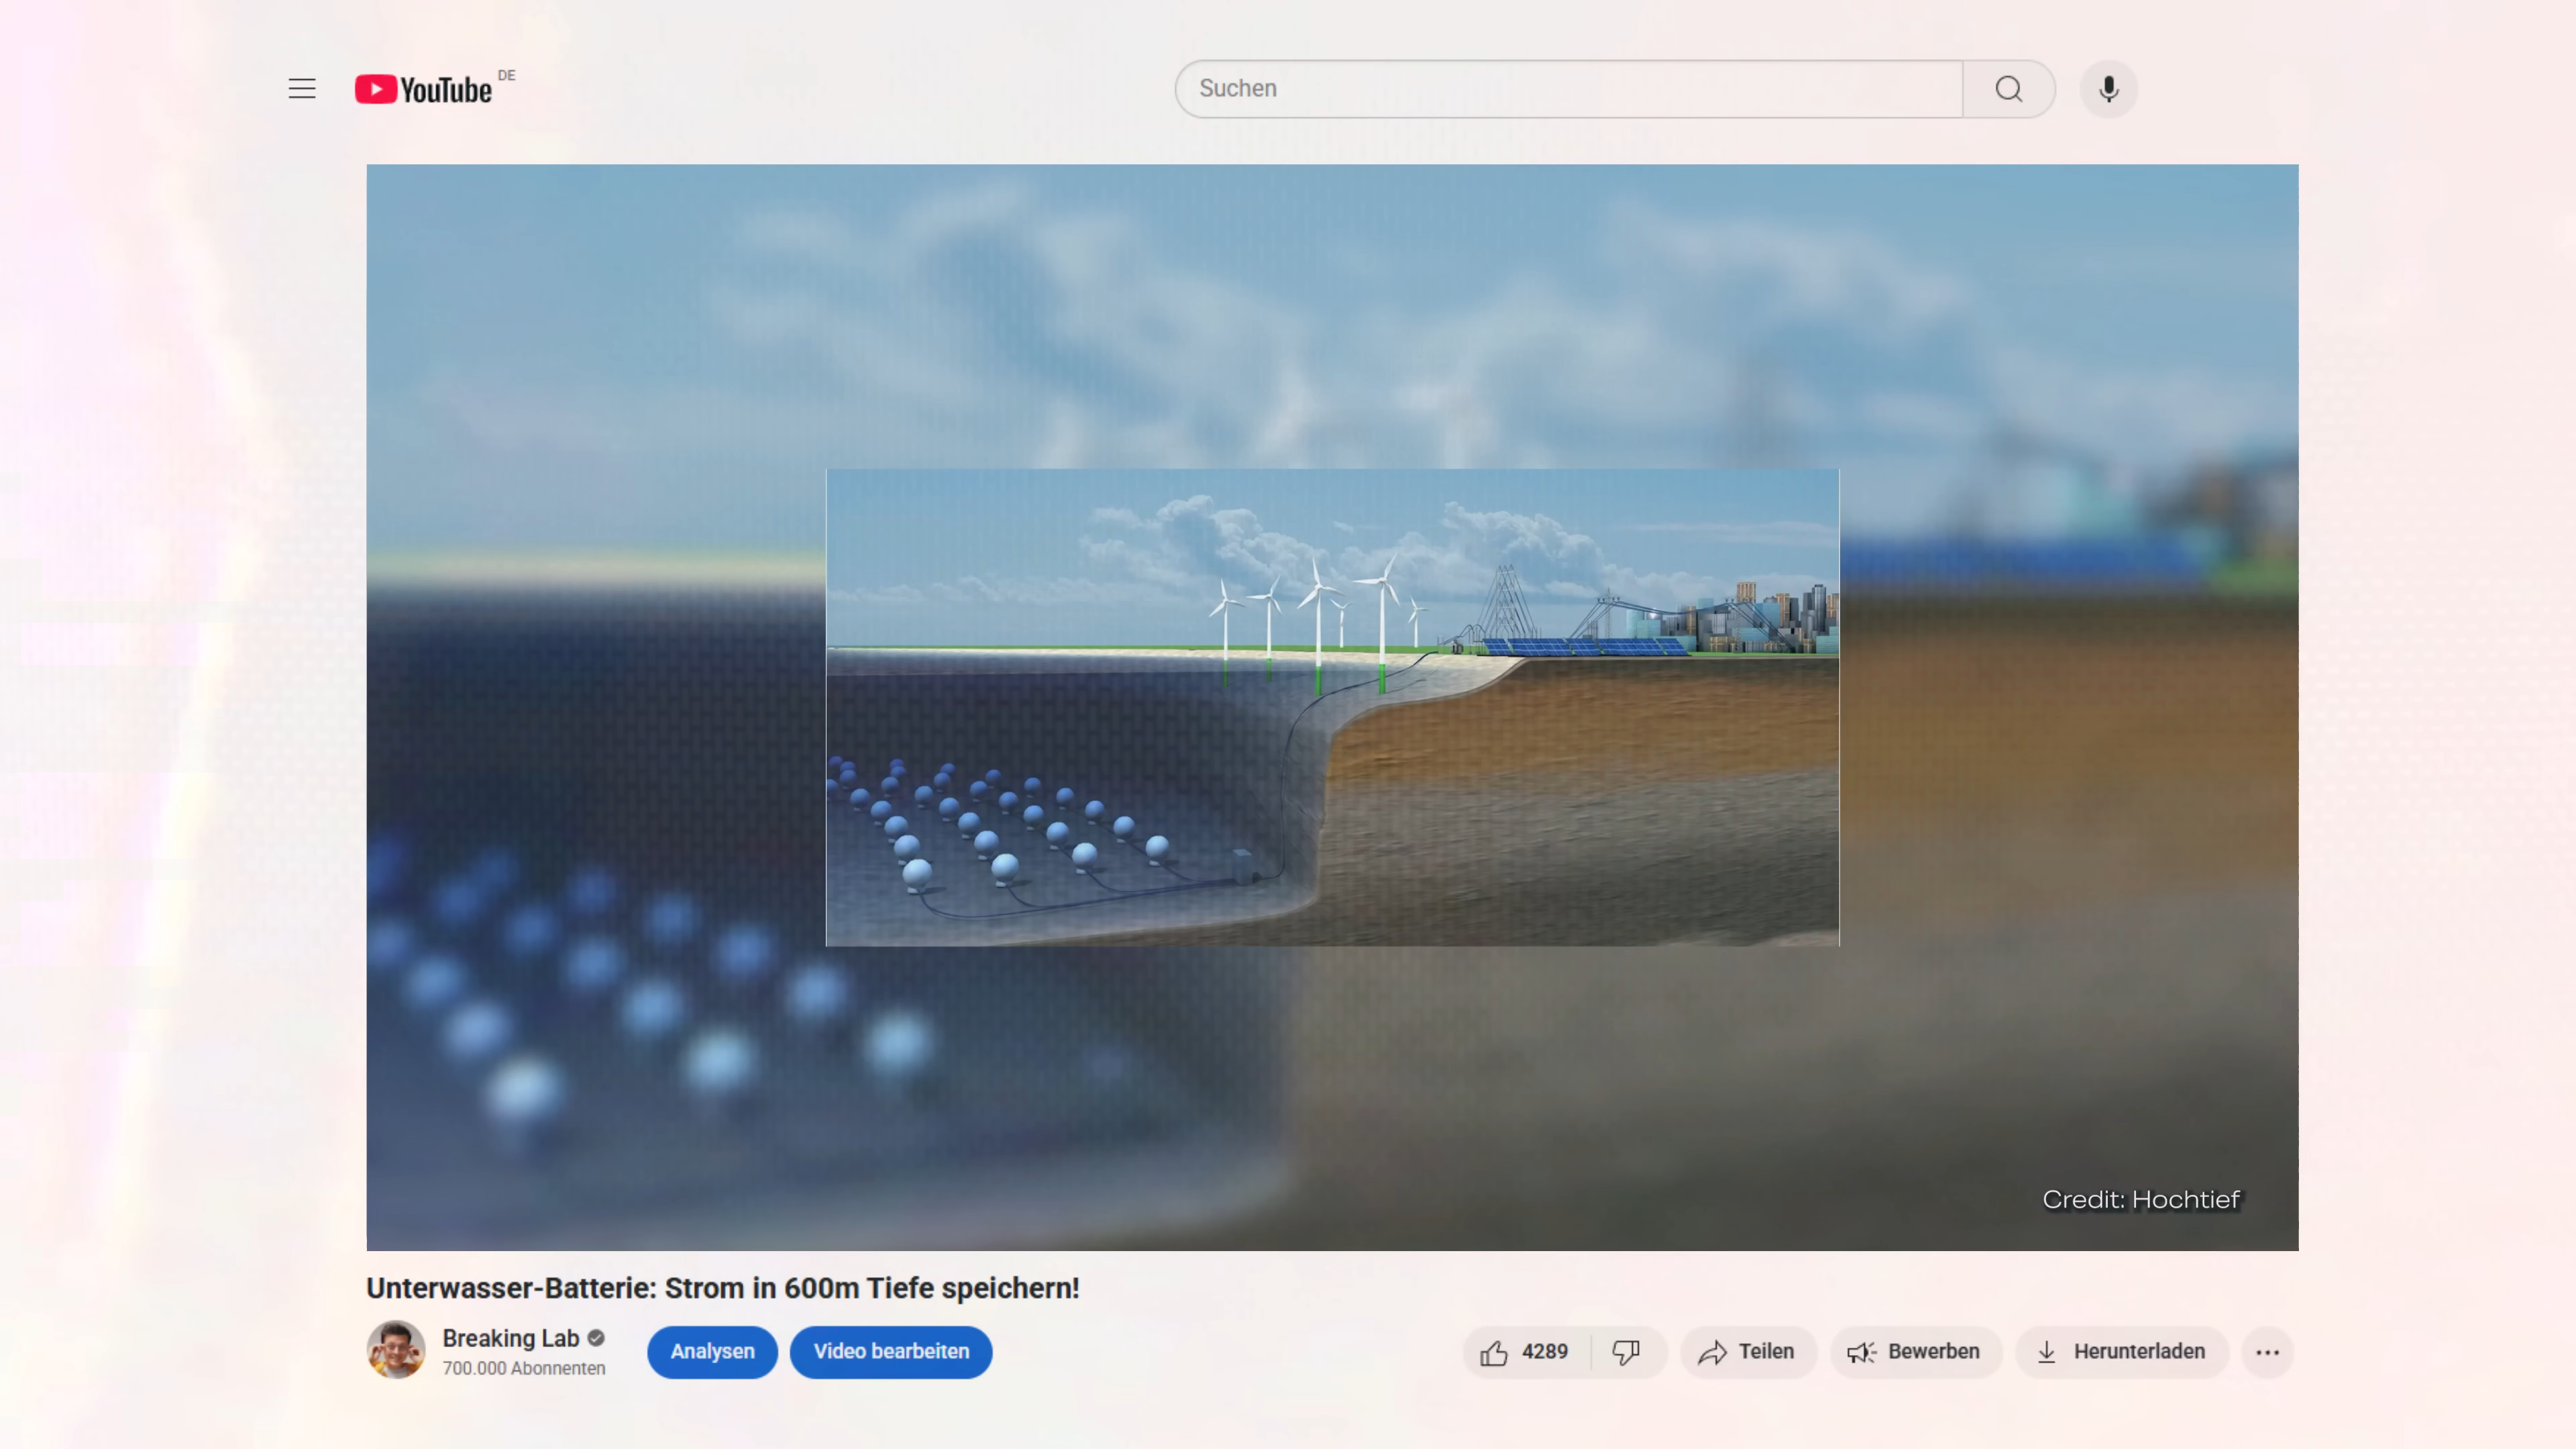 YouTube DE
Suchen
Credit: Hochtief
Unterwasser-Batterie: Strom in 600m Tiefe speichern!
Breaking Lab
700.000 Abonnenten
Analysen
Video bearbeiten
4289
Teilen
Bewerben
Herunterladen